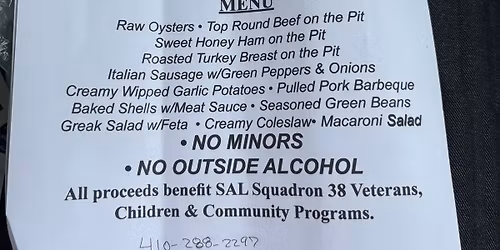 MENU
Raw Oysters • Top Round Beef on the Pit
Sweet Honey Ham on the Pit
Roasted Turkey Breast on the Pit
Italian Sausage w/Green Peppers & Onions
Creamy Wipped Garlic Potatoes • Pulled Pork Barbeque
Baked Shells w/Meat Sauce • Seasoned Green Beans
Greak Salad w/Feta • Creamy Coleslaw• Macaroni Salad
• NO MINORS
• NO OUTSIDE ALCOHOL
All proceeds benefit SAL Squadron 38 Veterans,
Children & Community Programs.
410-288-2297